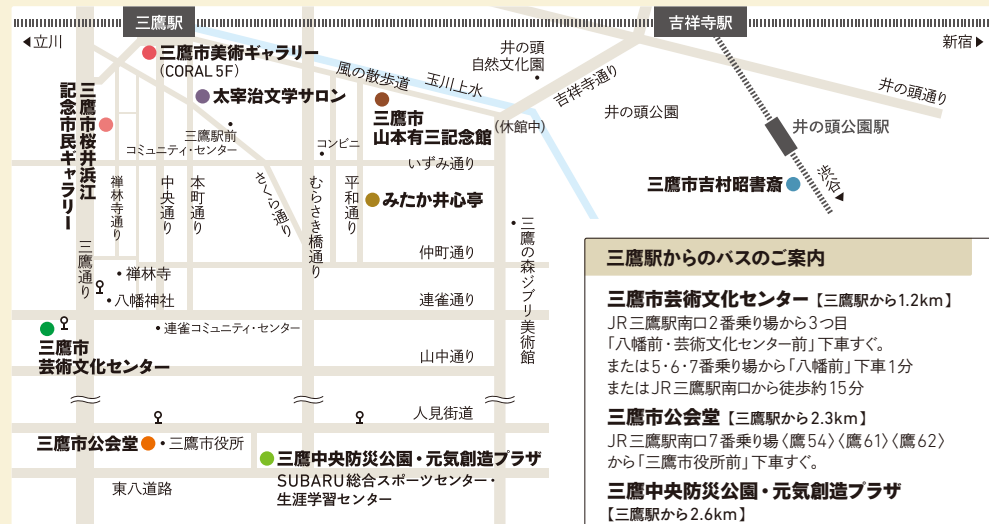 三鷹駅
吉祥寺駅
◀立川
新宿▶
三鷹市美術ギャラリー
(CORAL 5F)
太宰治文学サロン
三鷹駅前
コミュニティ・センター
三鷹市桜井浜江
記念市民ギャラリー
風の散歩道
玉川上水
井の頭
自然文化園
吉祥寺通り
井の頭公園
井の頭通り
井の頭公園駅
渋谷▶
三鷹市吉村昭書斎
三鷹市
山本有三記念館
(休館中)
コンビニ
いずみ通り
みたか井心亭
禅林寺通り
中央通り
本町通り
さくら通り
むらさき橋通り
平和通り
三鷹の森ジブリ美術館
三鷹通り
仲町通り
・禅林寺
・八幡神社
連雀通り
・連雀コミュニティ・センター
三鷹市
芸術文化センター
山中通り
人見街道
三鷹市公会堂
・三鷹市役所
三鷹中央防災公園・元気創造プラザ
SUBARU総合スポーツセンター・
生涯学習センター
東八道路
三鷹駅からのバスのご案内
三鷹市芸術文化センター【三鷹駅から1.2km】
JR三鷹駅南口2番乗り場から3つ目
「八幡前・芸術文化センター前」下車すぐ。
または5・6・7番乗り場から「八幡前」下車1分
またはJR三鷹駅南口から徒歩約15分
三鷹市公会堂【三鷹駅から2.3km】
JR三鷹駅南口7番乗り場〈鷹54〉〈鷹61〉〈鷹62〉
から「三鷹市役所前」下車すぐ。
三鷹中央防災公園・元気創造プラザ
【三鷹駅から2.6km】